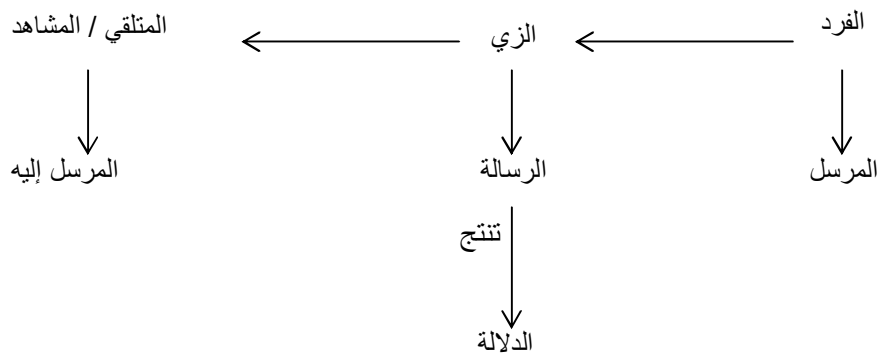 الفرد الزي المتلقي / المشاهد
المرسل الرسالة المرسل إليه
تنتج
الدلالة